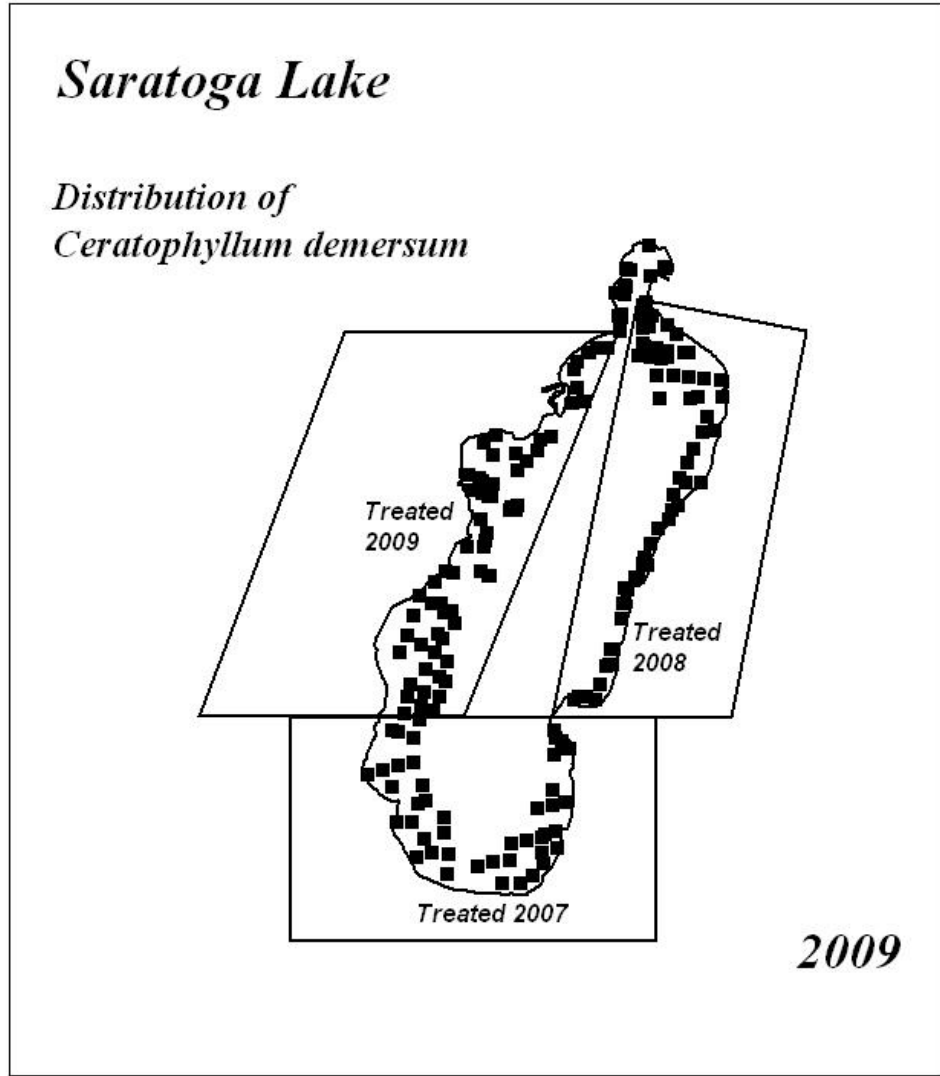 Saratoga Lake
Distribution of
Ceratophyllum demersum
Treated
2009
Treated
2008
Treated 2007
2009